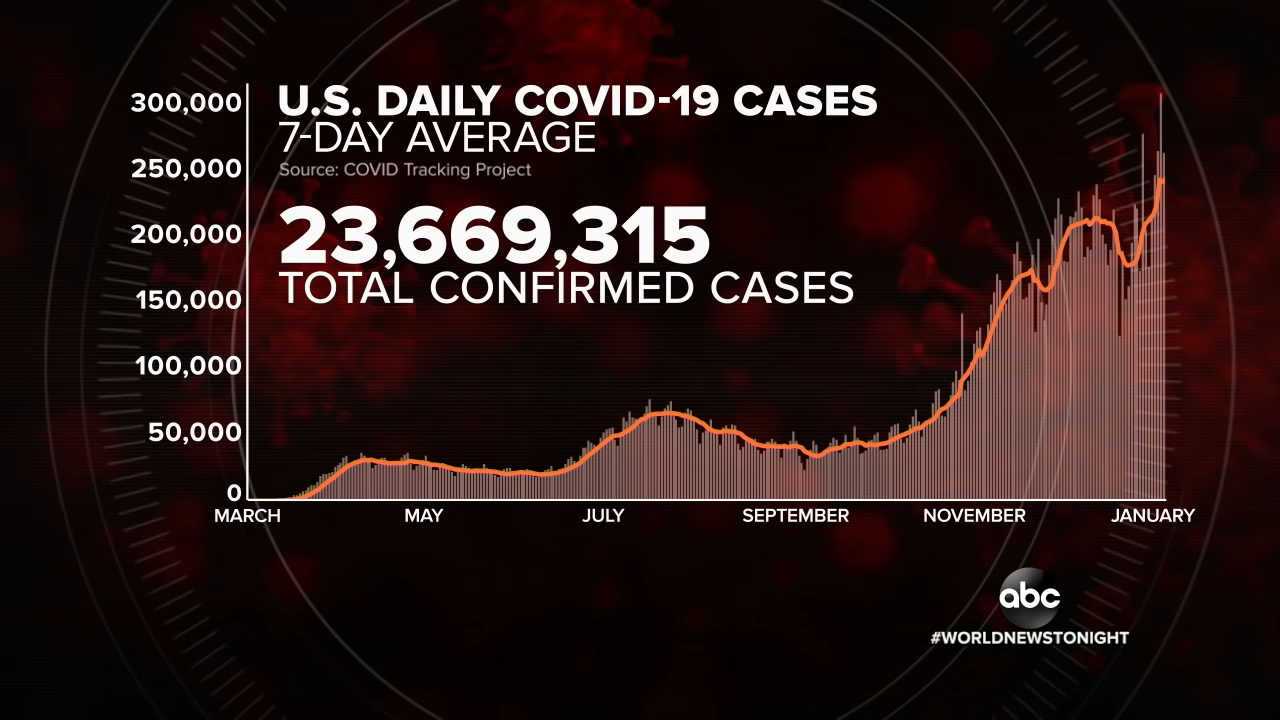 U.S. DAILY COVID-19 CASES
7-DAY AVERAGE
Source: COVID Tracking Project
23,669,315
TOTAL CONFIRMED CASES
300,000
250,000
200,000
150,000
100,000
50,000
0
MARCH MAY JULY SEPTEMBER NOVEMBER JANUARY
abc
#WORLDNEWSTONIGHT